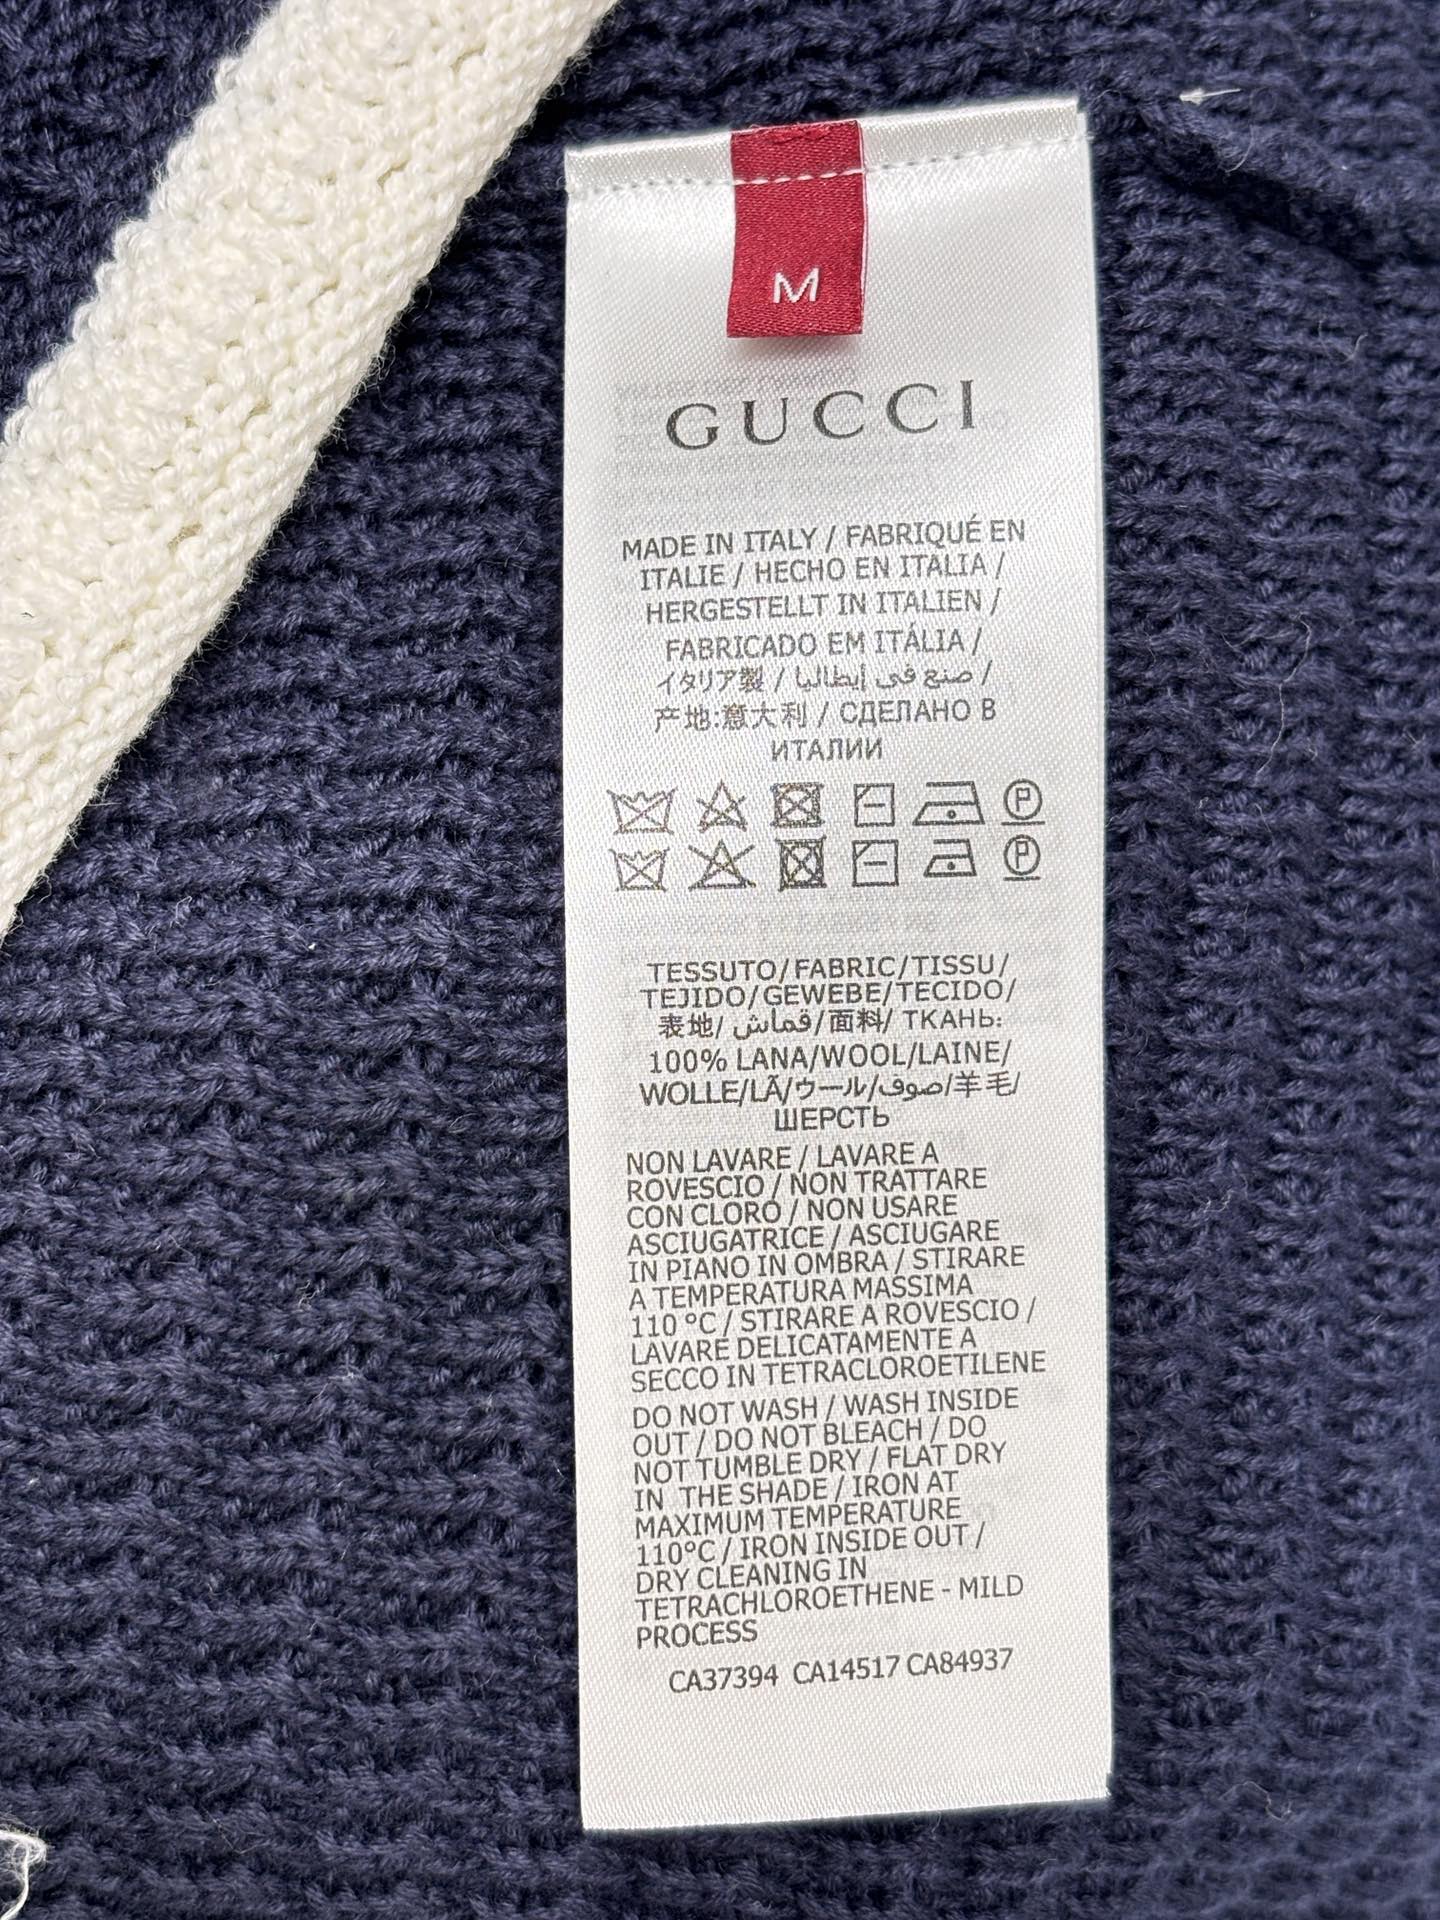 M
GUCCI
MADE IN ITALY / FABRIQUÉ EN
ITALIE / HECHO EN ITALIA /
HERGESTELLT IN ITALIEN /
FABRICADO EM ITÁLIA /
イタリア製 / صنع في إيطاليا /
产地:意大利 / СДЕЛАНО В
ИТАЛИИ
P
P
TESSUTO/FABRIC/TISSU/
TEJIDO/GEWEBE/TECIDO/
表地/ قماش/面料/ ТКАНЬ:
100% LANA/WOOL/LAINE/
WOLLE/LÃ/ウール/صوف/羊毛/
ШЕРСТЬ
NON LAVARE / LAVARE A
ROVESCIO / NON TRATTARE
CON CLORO / NON USARE
ASCIUGATRICE / ASCIUGARE
IN PIANO IN OMBRA / STIRARE
A TEMPERATURA MASSIMA
110 °C / STIRARE A ROVESCIO /
LAVARE DELICATAMENTE A
SECCO IN TETRACLOROETILENE
DO NOT WASH / WASH INSIDE
OUT / DO NOT BLEACH / DO
NOT TUMBLE DRY / FLAT DRY
IN THE SHADE / IRON AT
MAXIMUM TEMPERATURE
110°C / IRON INSIDE OUT /
DRY CLEANING IN
TETRACHLOROETHENE - MILD
PROCESS
CA37394 CA14517 CA84937